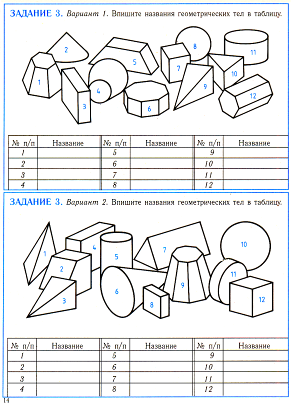 ЗАДАНИЕ 3. Вариант 1. Впишите названия геометрических тел в таблицу.
1
2
3
4
5
6
7
8
9
10
11
12
№ п/п Название № п/п Название № п/п Название
1 5 9
2 6 10
3 7 11
4 8 12
ЗАДАНИЕ 3. Вариант 2. Впишите названия геометрических тел в таблицу.
1
2
3
4
5
6
7
8
9
10
11
12
№ п/п Название № п/п Название № п/п Название
1 5 9
2 6 10
3 7 11
4 8 12